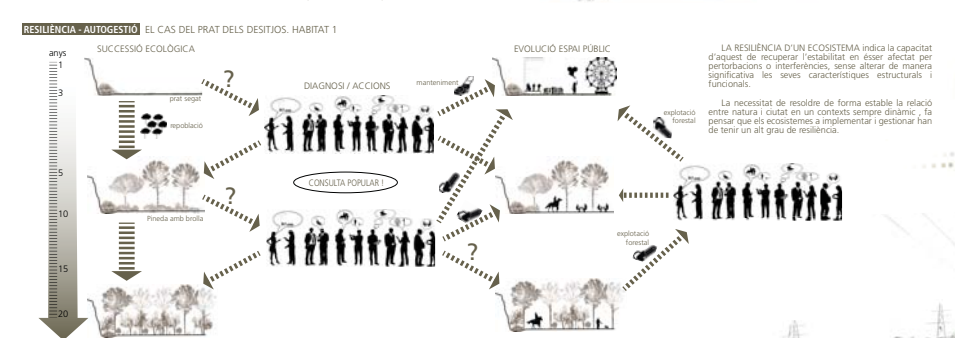 RESILIÈNCIA - AUTOGESTIÓ EL CAS DEL PRAT DELS DESITJOS. HABITAT 1
anys
1
3
5
10
15
20
SUCCESSIÓ ECOLÒGICA
?
prat segat
repoblació
?
Pineda amb brolla
DIAGNOSI / ACCIONS
CONSULTA POPULAR !
EVOLUCIÓ ESPAI PÚBLIC
manteniment
?
explotació
forestal
explotació
forestal
LA RESILIÈNCIA D'UN ECOSISTEMA indica la capacitat
d'aquest de recuperar l'estabilitat en ésser afectat per
pertorbacions o interferències, sense alterar de manera
significativa les seves característiques estructurals i
funcionals.
La necessitat de resoldre de forma estable la relació
entre natura i ciutat en un contexts sempre dinàmic , fa
pensar que els ecosistemes a implementar i gestionar han
de tenir un alt grau de resiliència.